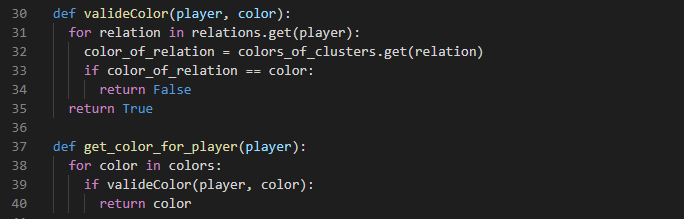 30 def valideColor(player, color):
31 for relation in relations.get(player):
32 color_of_relation = colors_of_clusters.get(relation)
33 if color_of_relation == color:
34 return False
35 return True
36
37 def get_color_for_player(player):
38 for color in colors:
39 if valideColor(player, color):
40 return color